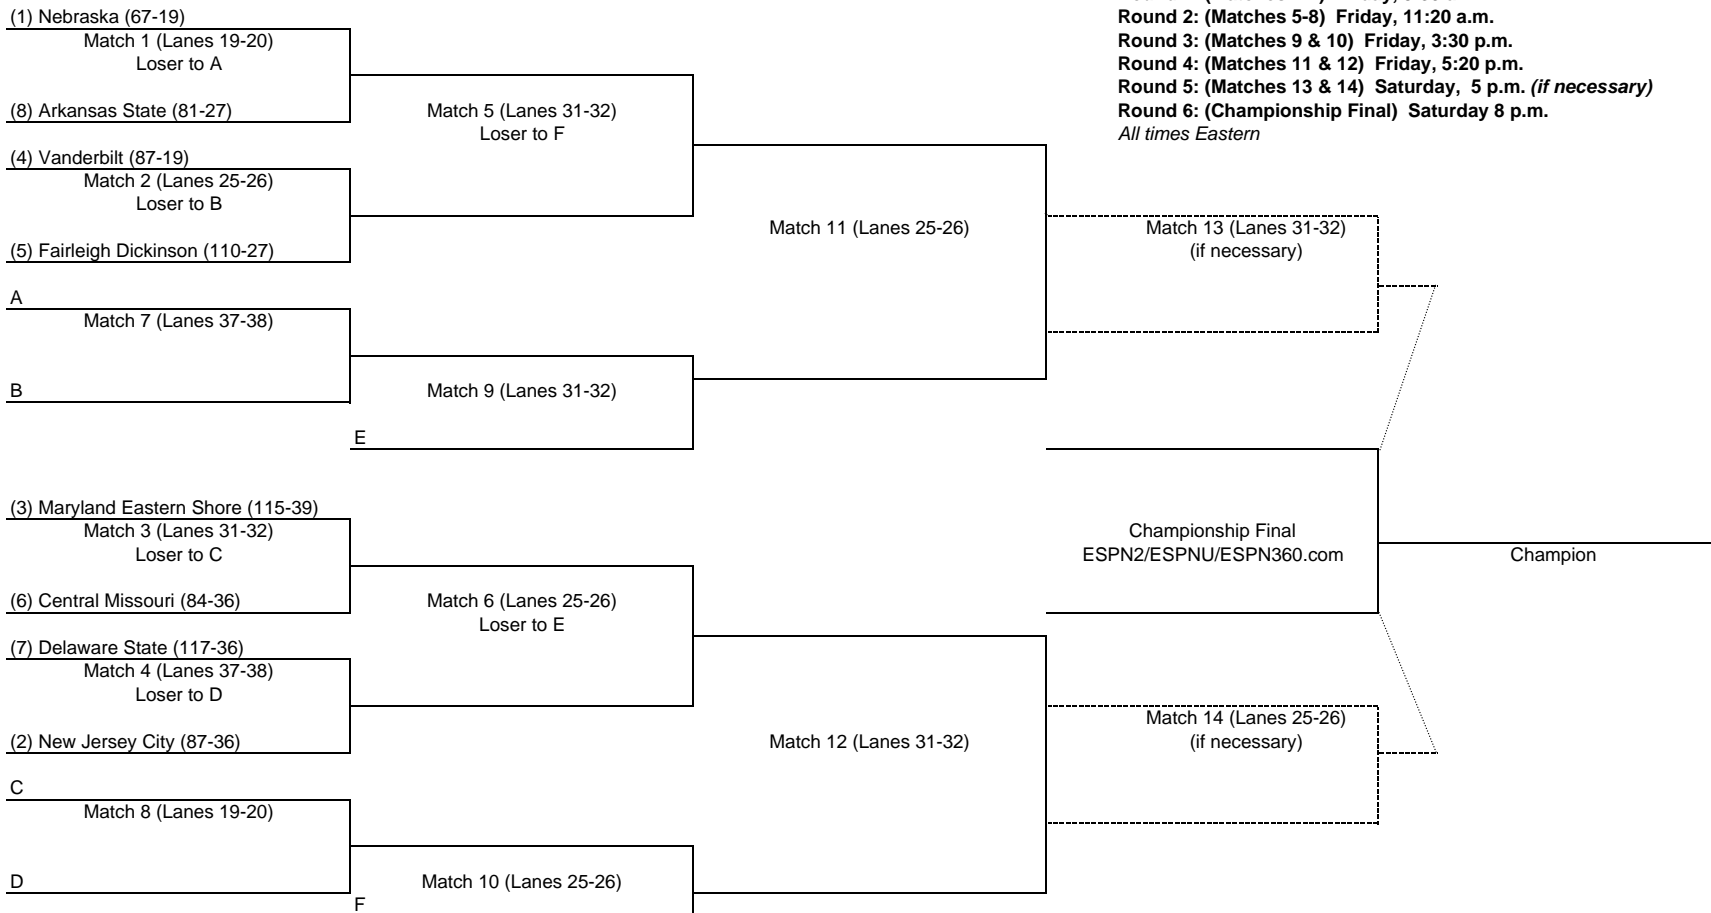 (1) Nebraska (67-19)
Match 1 (Lanes 19-20)
Loser to A
(8) Arkansas State (81-27)
(4) Vanderbilt (87-19)
Match 2 (Lanes 25-26)
Loser to B
(5) Fairleigh Dickinson (110-27)
A
Match 7 (Lanes 37-38)
B
Match 5 (Lanes 31-32)
Loser to F
Match 9 (Lanes 31-32)
E
Match 11 (Lanes 25-26)
Round 2: (Matches 5-8) Friday, 11:20 a.m.
Round 3: (Matches 9 & 10) Friday, 3:30 p.m.
Round 4: (Matches 11 & 12) Friday, 5:20 p.m.
Round 5: (Matches 13 & 14) Saturday, 5 p.m. (if necessary)
Round 6: (Championship Final) Saturday 8 p.m.
All times Eastern
Match 13 (Lanes 31-32)
(if necessary)
(3) Maryland Eastern Shore (115-39)
Match 3 (Lanes 31-32)
Loser to C
(6) Central Missouri (84-36)
(7) Delaware State (117-36)
Match 4 (Lanes 37-38)
Loser to D
(2) New Jersey City (87-36)
C
Match 8 (Lanes 19-20)
D
Match 6 (Lanes 25-26)
Loser to E
Match 10 (Lanes 25-26)
F
Match 12 (Lanes 31-32)
Championship Final
ESPN2/ESPNU/ESPN360.com
Champion
Match 14 (Lanes 25-26)
(if necessary)